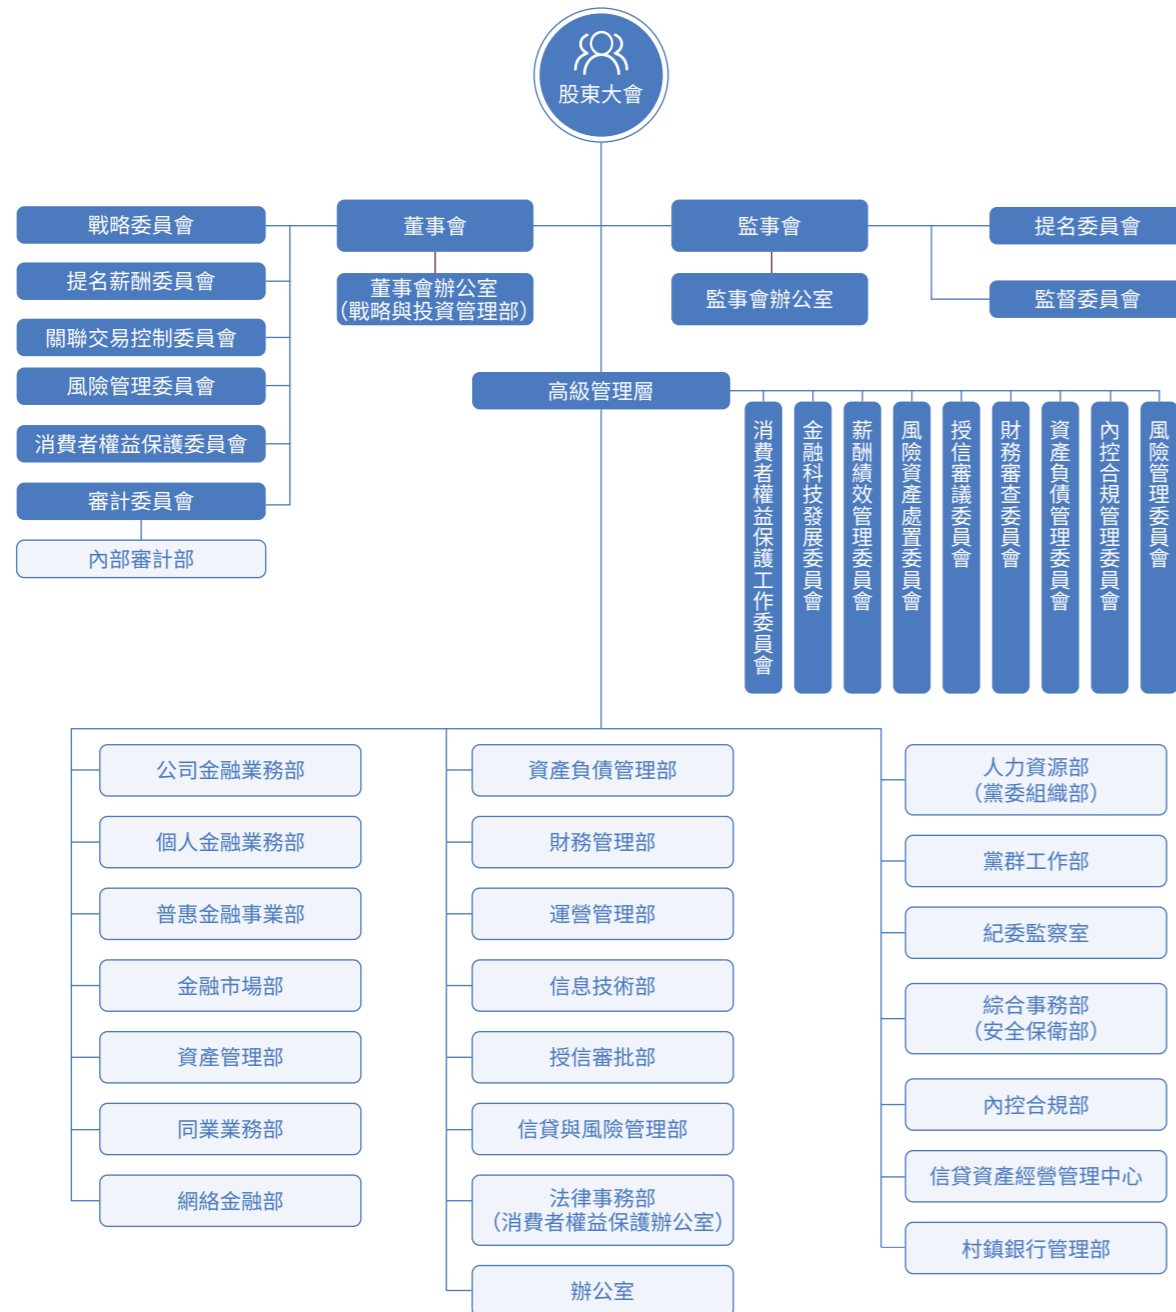 股東大會
戰略委員會
提名薪酬委員會
關聯交易控制委員會
風險管理委員會
消費者權益保護委員會
審計委員會
內部審計部
董事會
董事會辦公室
（戰略與投資管理部）
監事會
監事會辦公室
提名委員會
監督委員會
高級管理層
消費者權益保護工作委員會
金融科技發展委員會
薪酬績效管理委員會
風險資產處置委員會
授信審議委員會
財務審查委員會
資產負債管理委員會
內控合規管理委員會
風險管理委員會
公司金融業務部
個人金融業務部
普惠金融事業部
金融市場部
資產管理部
同業業務部
網絡金融部
資產負債管理部
財務管理部
運營管理部
信息技術部
授信審批部
信貸與風險管理部
法律事務部
（消費者權益保護辦公室）
辦公室
人力資源部
（黨委組織部）
黨群工作部
紀委監察室
綜合事務部
（安全保衛部）
內控合規部
信貸資產經營管理中心
村鎮銀行管理部